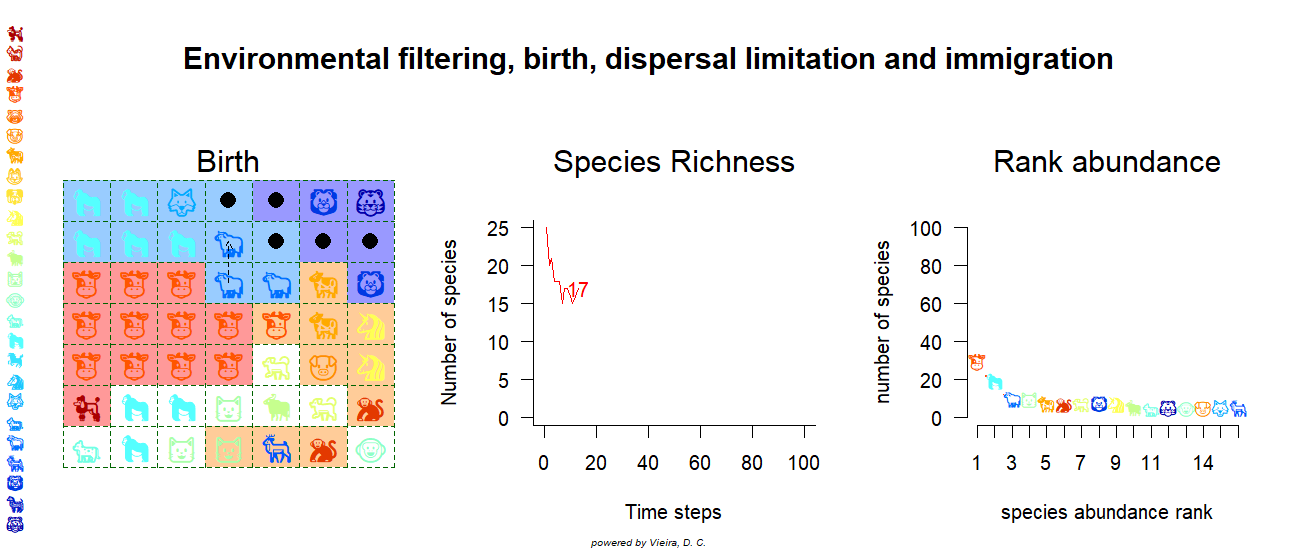 Environmental filtering, birth, dispersal limitation and immigration
Birth
Species Richness
Rank abundance
Number of species
25
20
15
10
5
0
17
0 20 40 60 80 100
Time steps
number of species
100
80
60
40
20
0
1 3 5 7 9 11 14
species abundance rank
powered by Vieira, D. C.